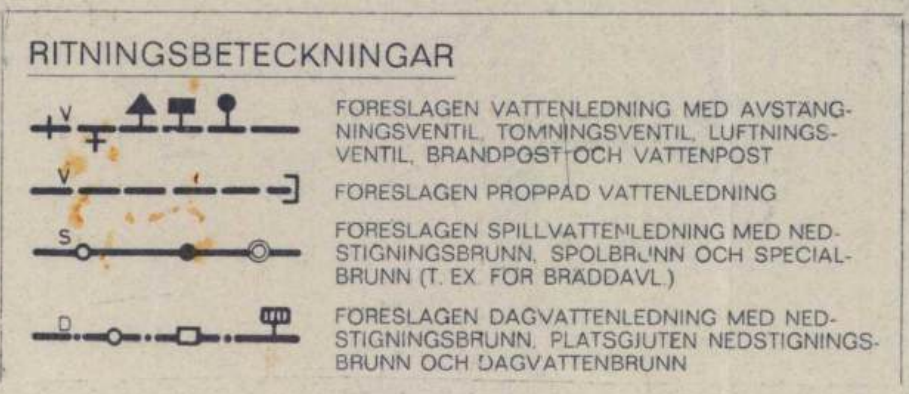 RITNINGSBETECKNINGAR
V
FÖRESLAGEN VATTENLEDNING MED AVSTÄNG-
NINGSVENTIL, TÖMNINGSVENTIL, LUFTNINGS-
VENTIL, BRANDPOST OCH VATTENPOST
V
FÖRESLAGEN PROPPAD VATTENLEDNING
S
FÖRESLAGEN SPILLVATTENLEDNING MED NED-
STIGNINGSBRUNN, SPOLBRUNN OCH SPECIAL-
BRUNN (T. EX. FÖR BRÄDDAVL.)
D
FÖRESLAGEN DAGVATTENLEDNING MED NED-
STIGNINGSBRUNN, PLATSGJUTEN NEDSTIGNINGS-
BRUNN OCH DAGVATTENBRUNN